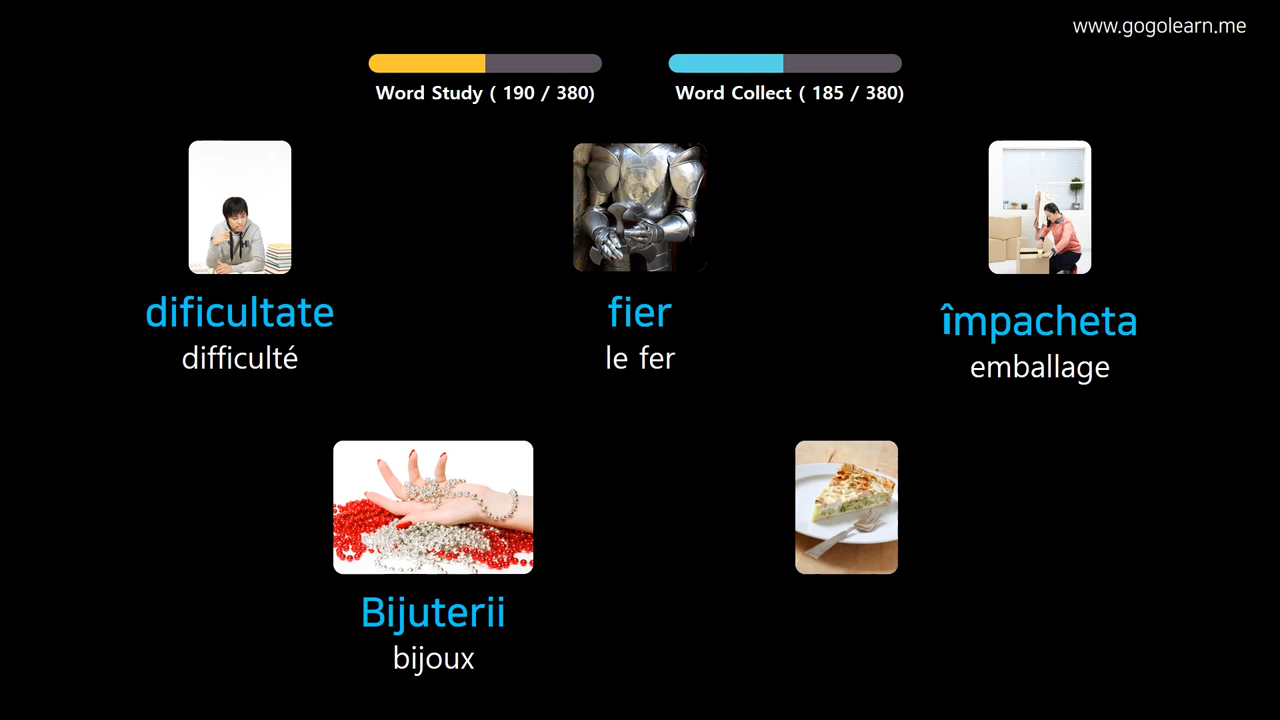 www.gogolearn.me
Word Study ( 190 / 380)
Word Collect ( 185 / 380)
dificultate
difficulté
fier
le fer
împacheta
emballage
Bijuterii
bijoux